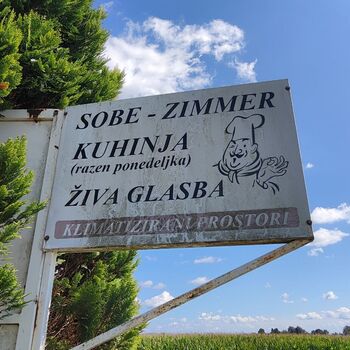 SOBE - ZIMMER
KUHINJA
(razen ponedeljka)
ŽIVA GLASBA
KLIMATIZIRANI PROSTORI